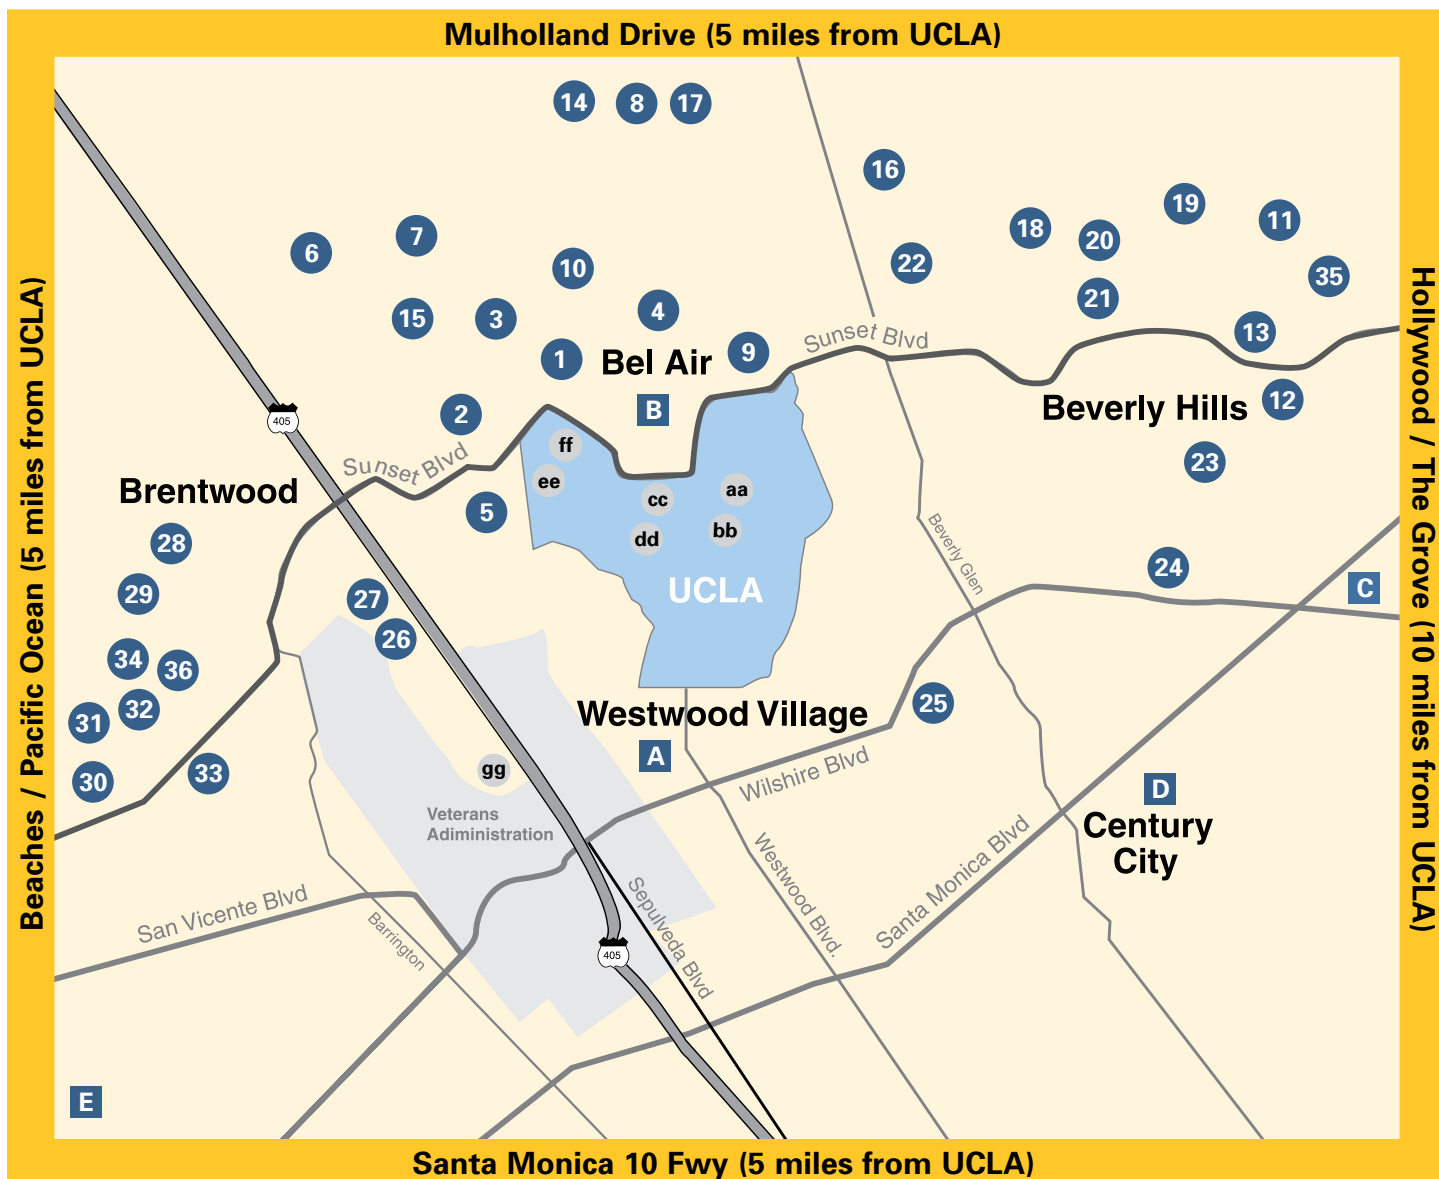 Mulholland Drive (5 miles from UCLA)
14
8
17
16
19
11
18
20
7
6
22
10
35
21
4
15
3
Sunset Blvd
13
9
1
Bel Air
Beverly Hills
12
B
2
405
ff
Sunset Blvd
23
ee
aa
cc
Brentwood
5
bb
dd
28
Beverly Glen
24
UCLA
C
29
27
26
34
36
25
32
Westwood Village
31
A
gg
33
30
Wilshire Blvd
D
Century
City
Veterans
Adiministration
Santa Monica Blvd
Westwood Blvd.
San Vicente Blvd
Barrington
Sepulveda Blvd
405
E
Beaches / Pacific Ocean (5 miles from UCLA)
Hollywood / The Grove (10 miles from UCLA)
Santa Monica 10 Fwy (5 miles from UCLA)